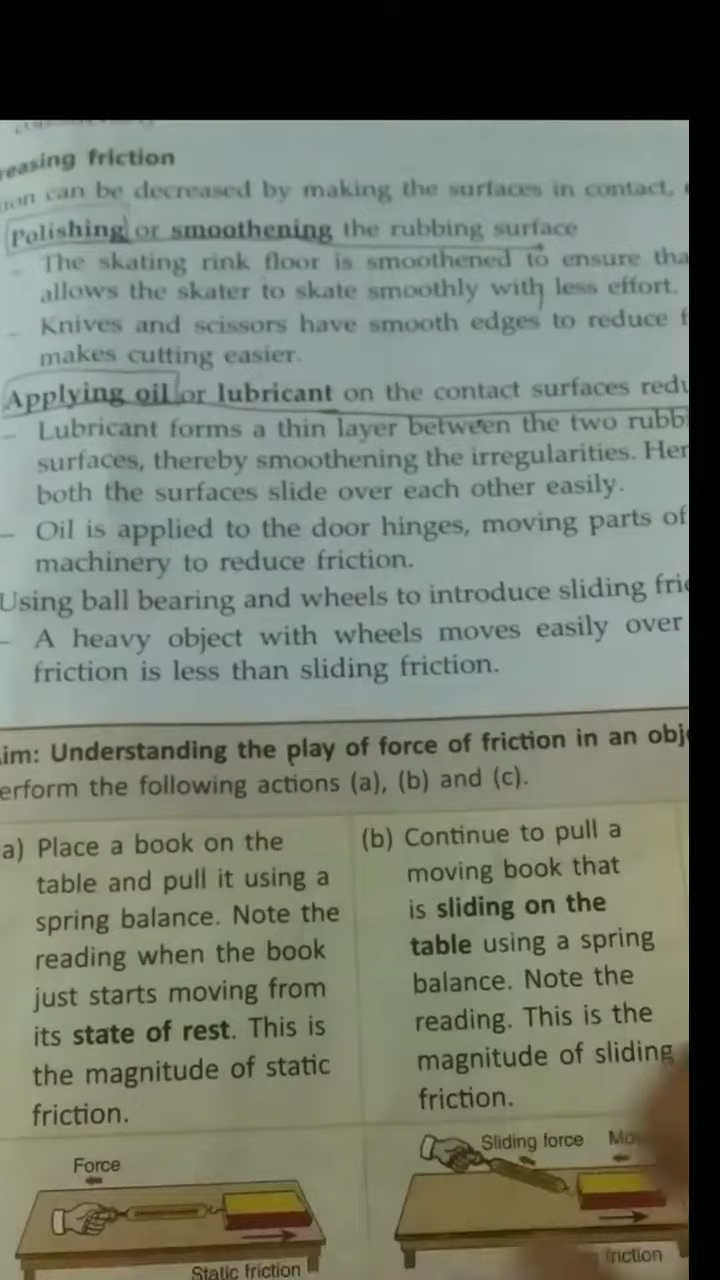 reasing friction
can be decreased by making the surfaces in contact,
Polishing or smoothening the rubbing surface
– The skating rink floor is smoothened to ensure tha
allows the skater to skate smoothly with less effort.
– Knives and scissors have smooth edges to reduce f
makes cutting easier.
Applying oil or lubricant on the contact surfaces redu
– Lubricant forms a thin layer between the two rubbi
surfaces, thereby smoothening the irregularities. Her
both the surfaces slide over each other easily.
– Oil is applied to the door hinges, moving parts of
machinery to reduce friction.
Using ball bearing and wheels to introduce sliding fric
– A heavy object with wheels moves easily over
friction is less than sliding friction.
im: Understanding the play of force of friction in an obje
erform the following actions (a), (b) and (c).
a) Place a book on the
table and pull it using a
spring balance. Note the
reading when the book
just starts moving from
its state of rest. This is
the magnitude of static
friction.
Force
Static friction
(b) Continue to pull a
moving book that
is sliding on the
table using a spring
balance. Note the
reading. This is the
magnitude of sliding
friction.
Sliding force Mo
friction